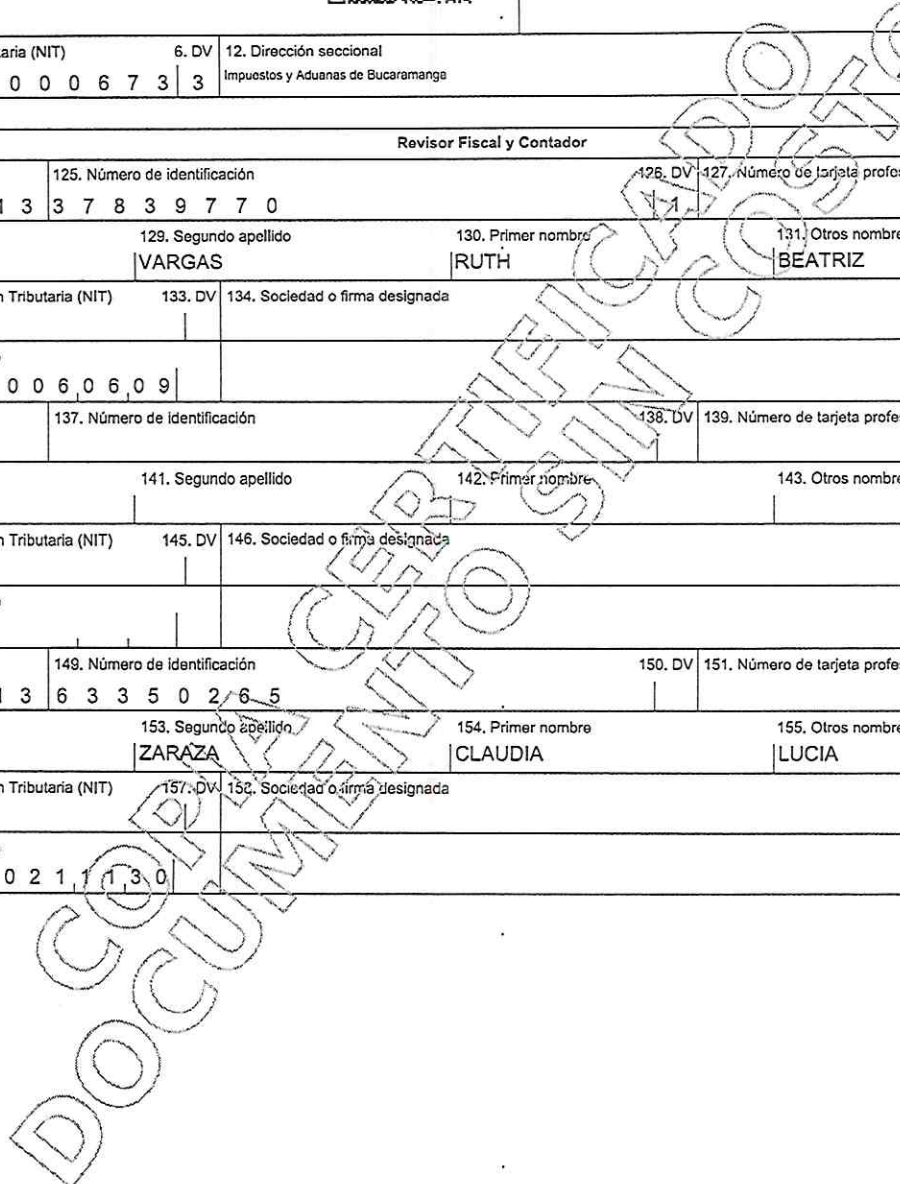 aria (NIT) 6. DV 12. Dirección seccional
0 0 0 6 7 3 3 Impuestos y Aduanas de Bucaramanga
Revisor Fiscal y Contador
125. Número de identificación 126. DV 127. Número de tarjeta profes
1 3 3 7 8 3 9 7 7 0 1
129. Segundo apellido 130. Primer nombre 131. Otros nombre
VARGAS RUTH BEATRIZ
n Tributaria (NIT) 133. DV 134. Sociedad o firma designada
0 0 6 0 6 0 9
137. Número de identificación 138. DV 139. Número de tarjeta profes
141. Segundo apellido 142. Primer nombre 143. Otros nombre
n Tributaria (NIT) 145. DV 146. Sociedad o firma designada
149. Número de identificación 150. DV 151. Número de tarjeta profes
1 3 6 3 3 5 0 2 6 5
153. Segundo apellido 154. Primer nombre 155. Otros nombre
ZARAZA CLAUDIA LUCIA
n Tributaria (NIT) 157. DV 158. Sociedad o firma designada
0 2 1 1 1 3 0
COPIA CERTIFICADO
DOCUMENTO SIN COSTO